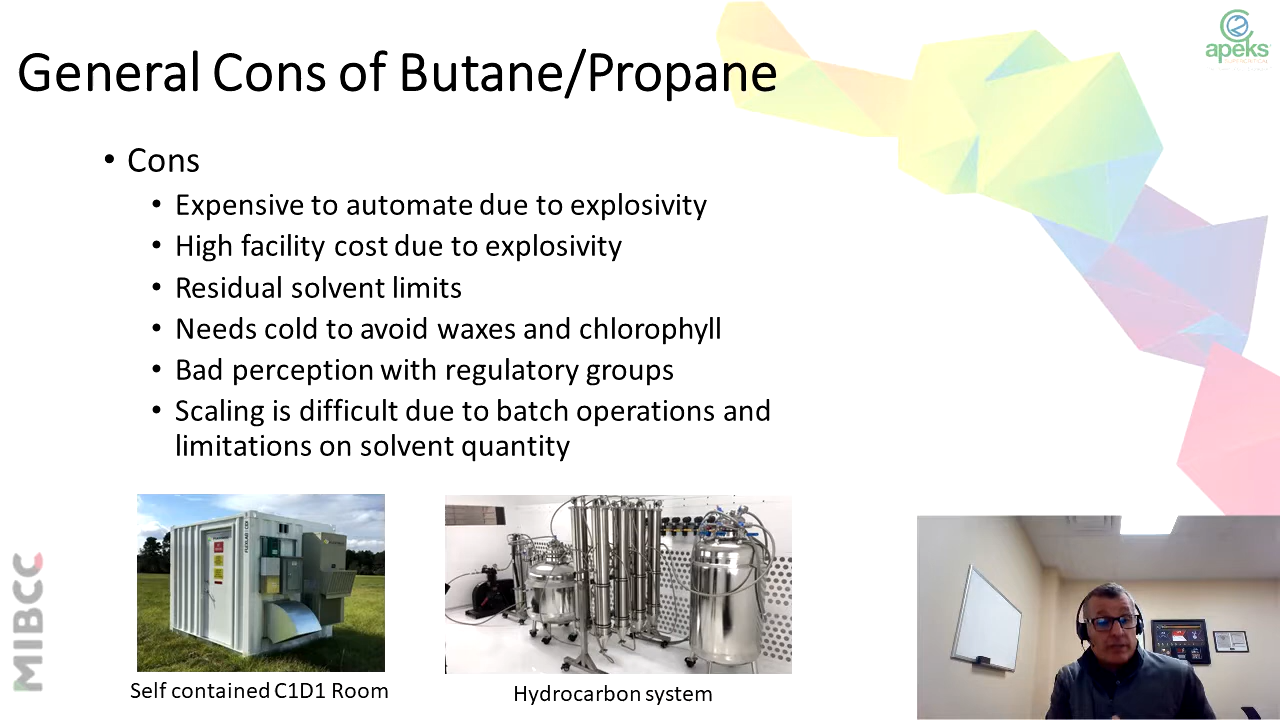 General Cons of Butane/Propane
apeks
• Cons
• Expensive to automate due to explosivity
• High facility cost due to explosivity
• Residual solvent limits
• Needs cold to avoid waxes and chlorophyll
• Bad perception with regulatory groups
• Scaling is difficult due to batch operations and
limitations on solvent quantity
MIBCC
Self contained C1D1 Room
Hydrocarbon system